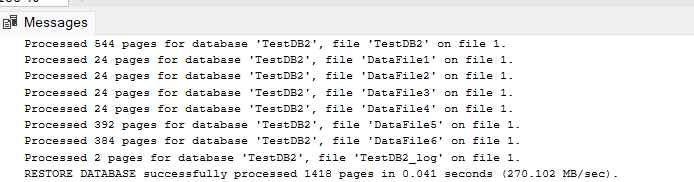 Messages
Processed 544 pages for database 'TestDB2', file 'TestDB2' on file 1.
Processed 24 pages for database 'TestDB2', file 'DataFile1' on file 1.
Processed 24 pages for database 'TestDB2', file 'DataFile2' on file 1.
Processed 24 pages for database 'TestDB2', file 'DataFile3' on file 1.
Processed 24 pages for database 'TestDB2', file 'DataFile4' on file 1.
Processed 392 pages for database 'TestDB2', file 'DataFile5' on file 1.
Processed 384 pages for database 'TestDB2', file 'DataFile6' on file 1.
Processed 2 pages for database 'TestDB2', file 'TestDB2_log' on file 1.
RESTORE DATABASE successfully processed 1418 pages in 0.041 seconds (270.102 MB/sec).